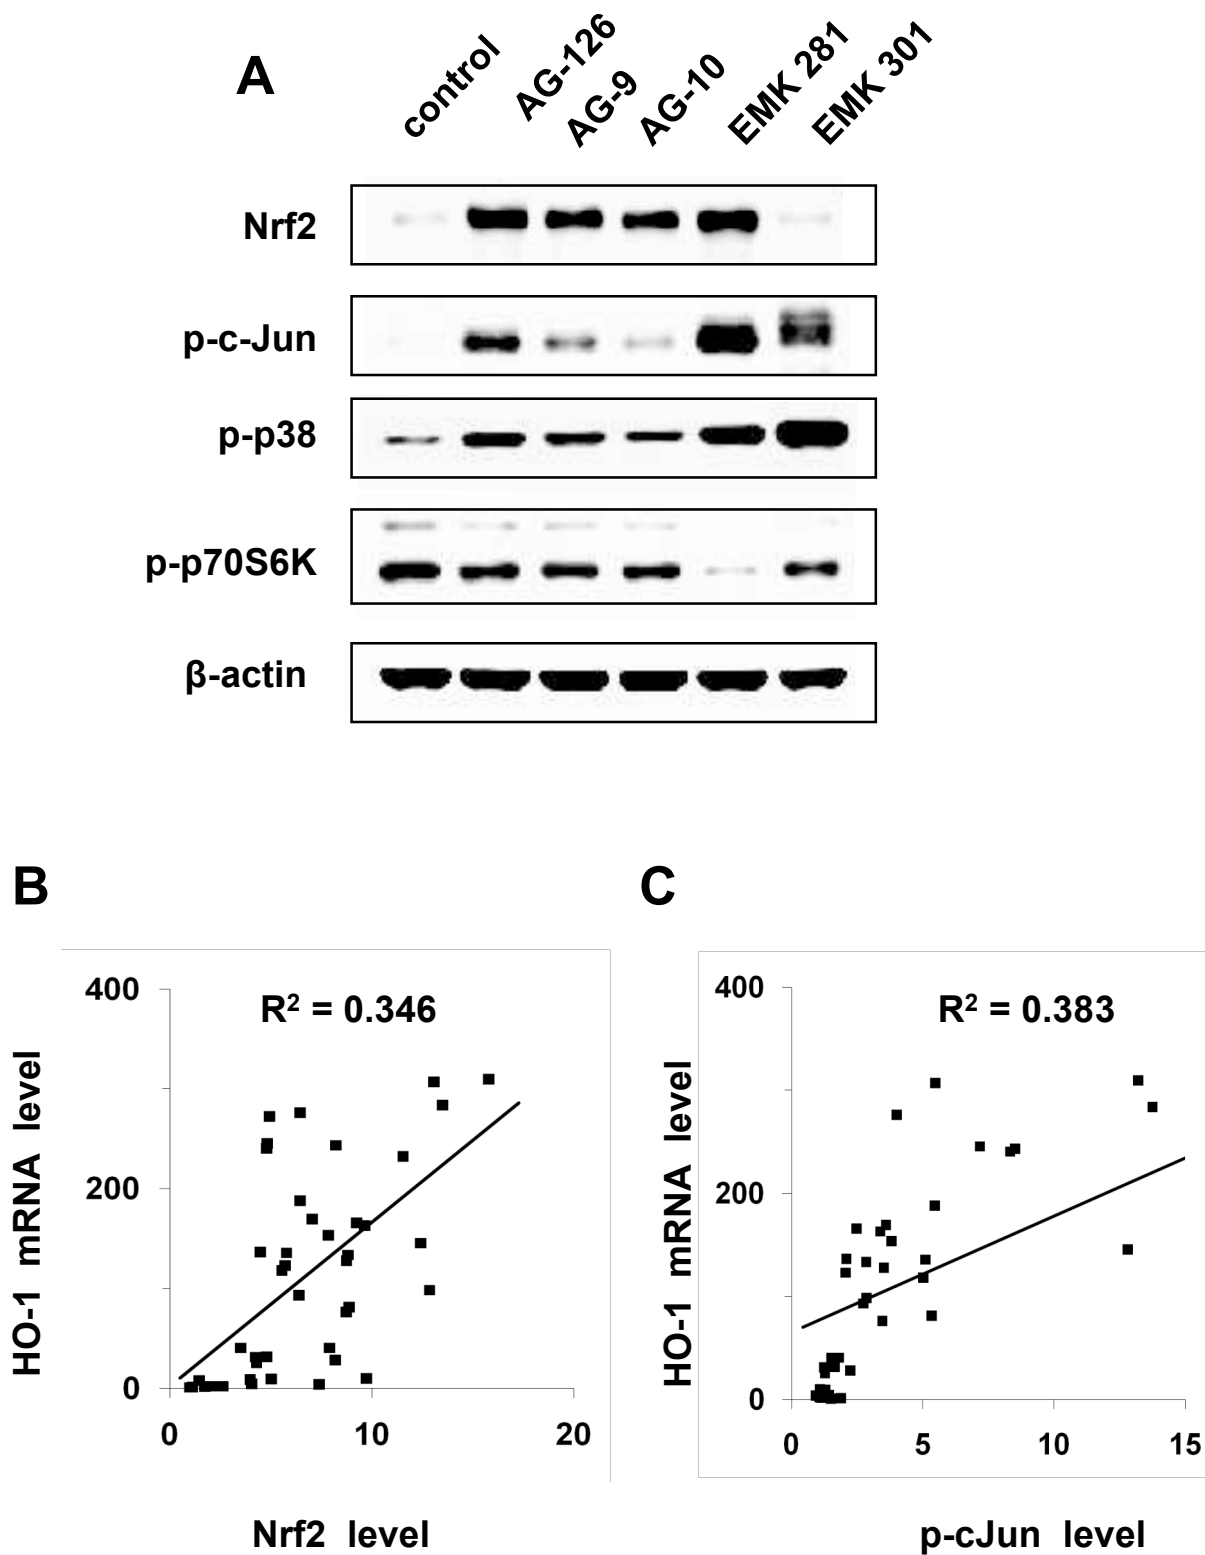 A
control
AG-126
AG-9
AG-10
EMK 281
EMK 301
Nrf2
p-c-Jun
p-p38
p-p70S6K
β-actin
B
HO-1 mRNA level
400
200
0
R² = 0.346
0 10 20
Nrf2 level
C
HO-1 mRNA level
400
200
0
R² = 0.383
0 5 10 15
p-cJun level